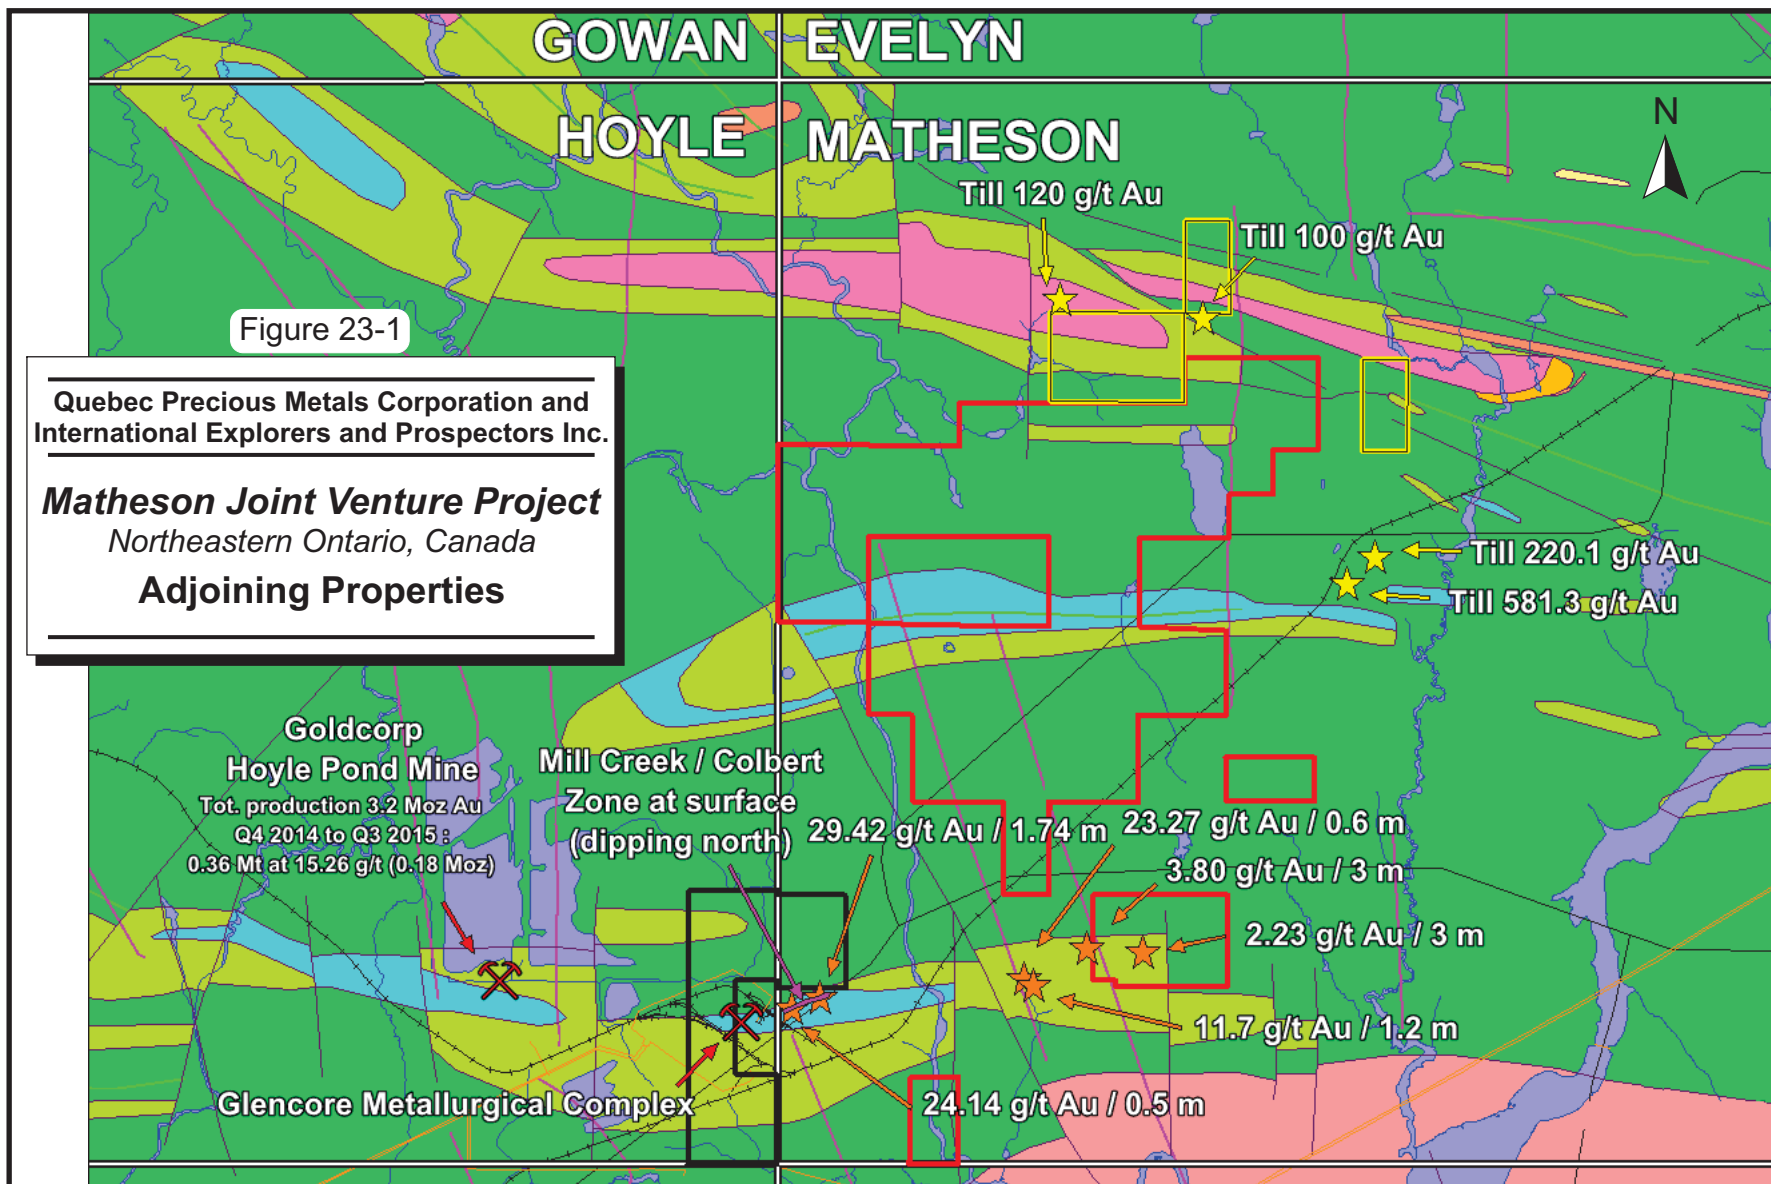 GOWAN EVELYN
HOYLE MATHESON
N
Till 120 g/t Au
Till 100 g/t Au
Figure 23-1
Quebec Precious Metals Corporation and
International Explorers and Prospectors Inc.
Matheson Joint Venture Project
Northeastern Ontario, Canada
Adjoining Properties
Till 220.1 g/t Au
Till 581.3 g/t Au
Goldcorp
Hoyle Pond Mine
Tot. production 3.2 Moz Au
Q4 2014 to Q3 2015 :
0.36 Mt at 15.26 g/t (0.18 Moz)
Mill Creek / Colbert
Zone at surface
(dipping north)
29.42 g/t Au / 1.74 m
23.27 g/t Au / 0.6 m
3.80 g/t Au / 3 m
2.23 g/t Au / 3 m
11.7 g/t Au / 1.2 m
Glencore Metallurgical Complex
24.14 g/t Au / 0.5 m